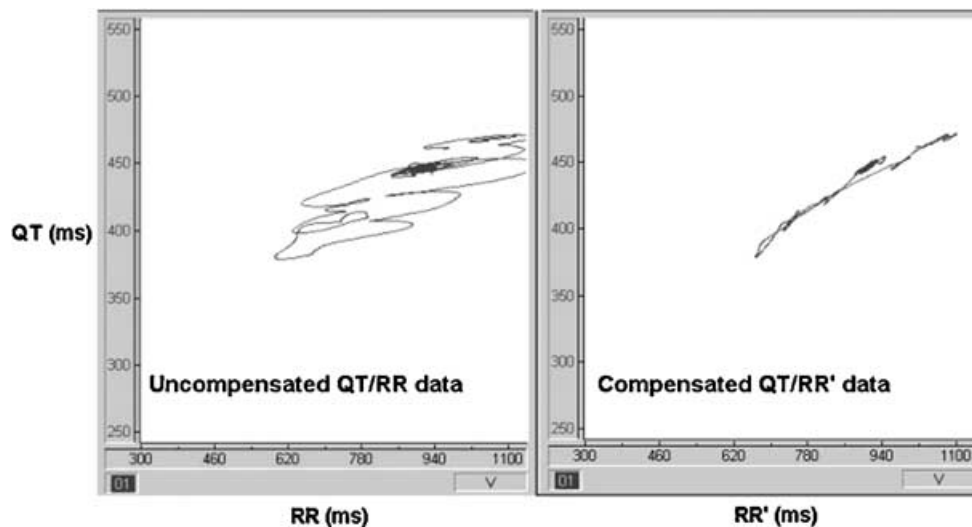 550
500
450
400
350
300
250
QT (ms)
Uncompensated QT/RR data
300 460 620 780 940 1100
01 V
RR (ms)
550
500
450
400
350
300
250
Compensated QT/RR' data
300 460 620 780 940 1100
01 V
RR' (ms)